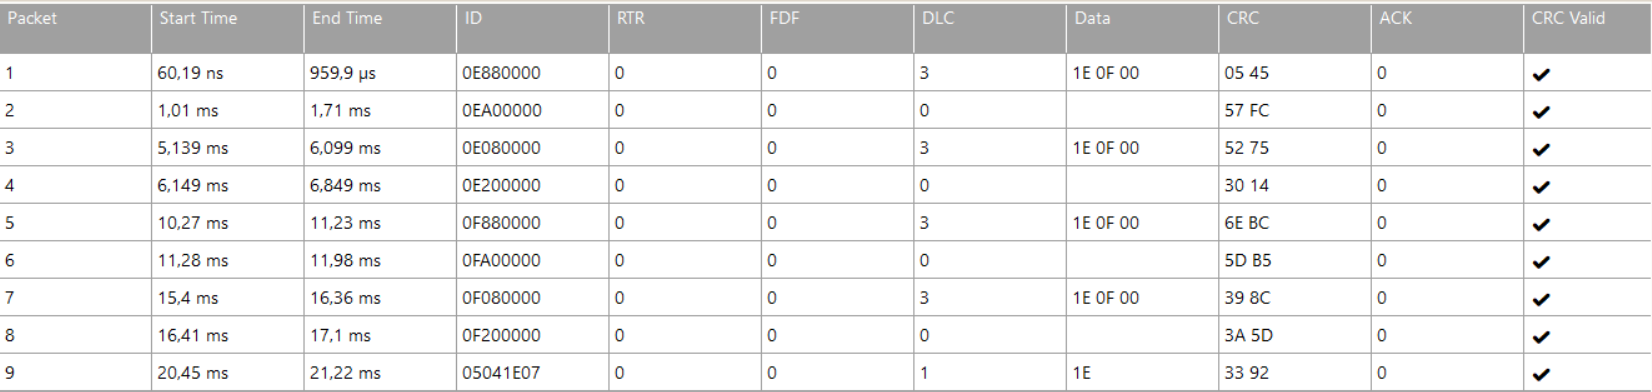 Packet Start Time End Time ID RTR FDF DLC Data CRC ACK CRC Valid
1 60,19 ns 959,9 µs 0E880000 0 0 3 1E 0F 00 05 45 0 ✔
2 1,01 ms 1,71 ms 0EA00000 0 0 0 57 FC 0 ✔
3 5,139 ms 6,099 ms 0E080000 0 0 3 1E 0F 00 52 75 0 ✔
4 6,149 ms 6,849 ms 0E200000 0 0 0 30 14 0 ✔
5 10,27 ms 11,23 ms 0F880000 0 0 3 1E 0F 00 6E BC 0 ✔
6 11,28 ms 11,98 ms 0FA00000 0 0 0 5D B5 0 ✔
7 15,4 ms 16,36 ms 0F080000 0 0 3 1E 0F 00 39 8C 0 ✔
8 16,41 ms 17,1 ms 0F200000 0 0 0 3A 5D 0 ✔
9 20,45 ms 21,22 ms 05041E07 0 0 1 1E 33 92 0 ✔